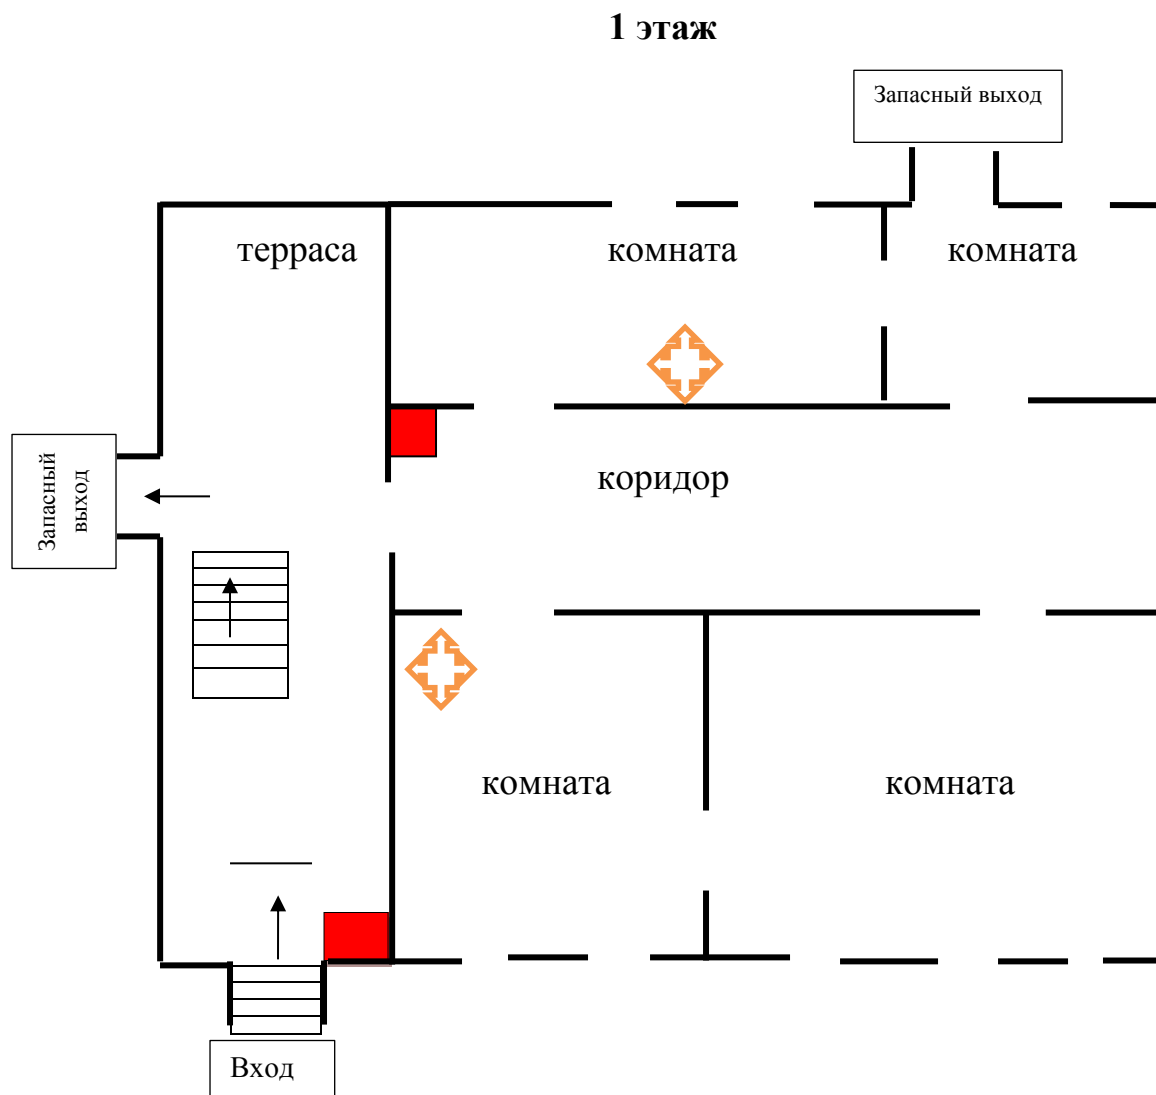 1 этаж
Запасный выход
терраса
комната
комната
Запасный
выход
коридор
комната
комната
Вход